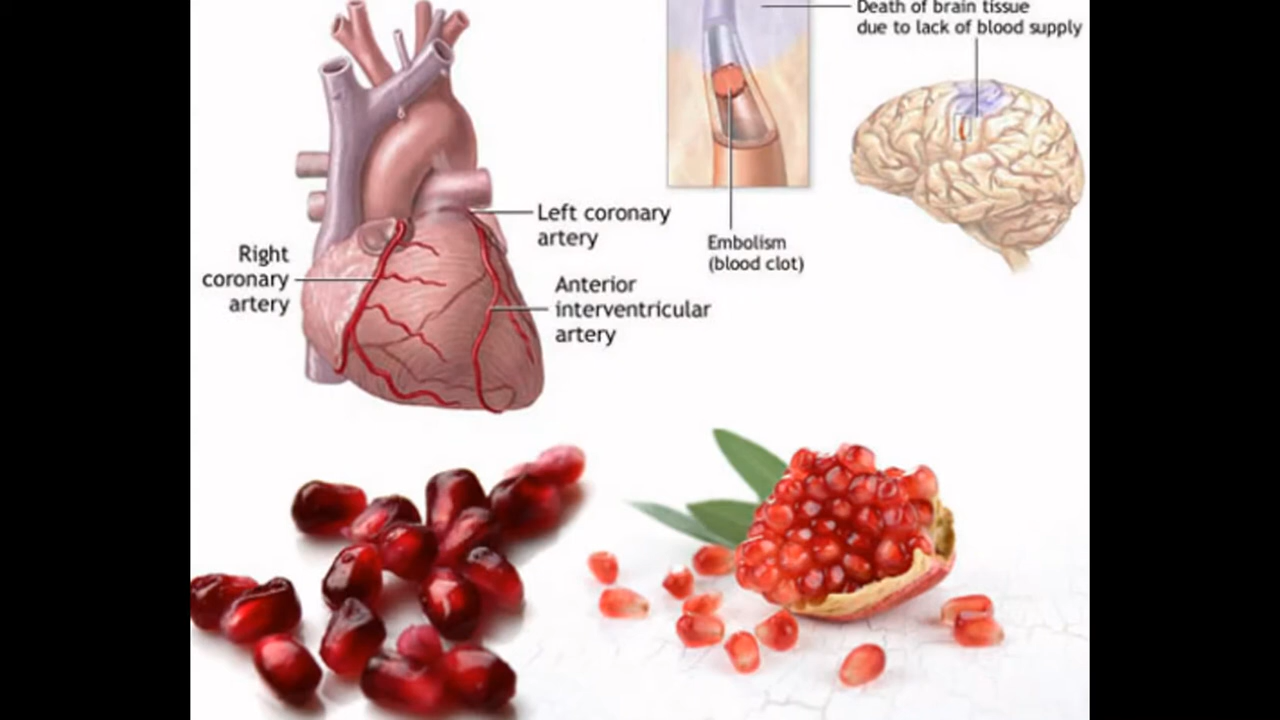 Death of brain tissue
due to lack of blood supply
Left coronary
artery
Right
coronary
artery
Anterior
interventricular
artery
Embolism
(blood clot)